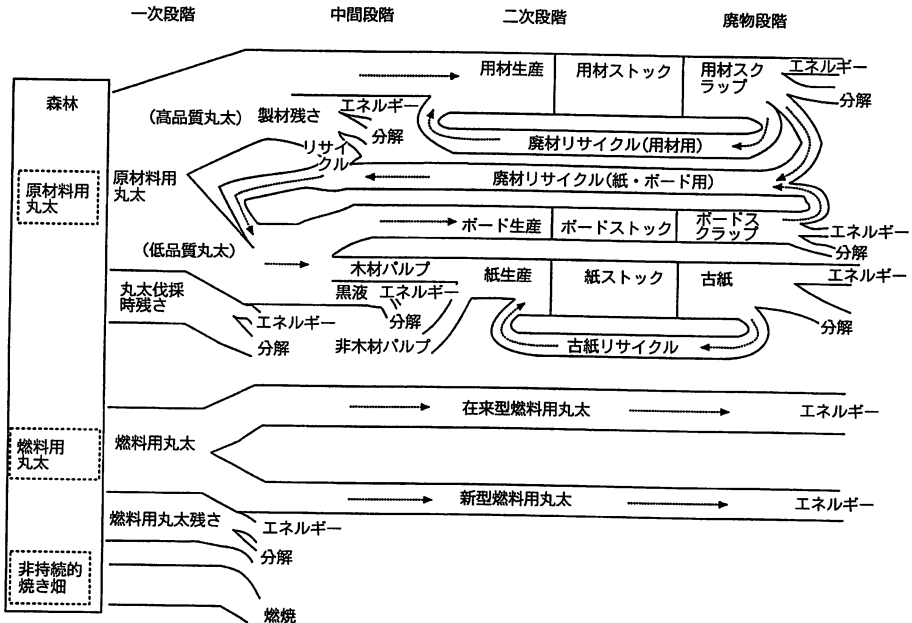 一次段階
中間段階
二次段階
廃物段階
森林
原材料用
丸太
燃料用
丸太
非持続的
焼き畑
原材料用
丸太
(高品質丸太)
製材残さ
エネルギー
分解
リサイ
クル
用材生産
用材ストック
用材スク
ラップ
エネルギー
分解
廃材リサイクル(用材用)
廃材リサイクル(紙・ボード用)
ボード生産
ボードストック
ボードス
クラップ
エネルギー
分解
(低品質丸太)
木材パルプ
黒液
エネルギー
分解
非木材パルプ
紙生産
紙ストック
古紙
エネルギー
分解
古紙リサイクル
丸太伐採
時残さ
エネルギー
分解
在来型燃料用丸太
エネルギー
燃料用丸太
新型燃料用丸太
エネルギー
燃料用丸太残さ
エネルギー
分解
燃焼